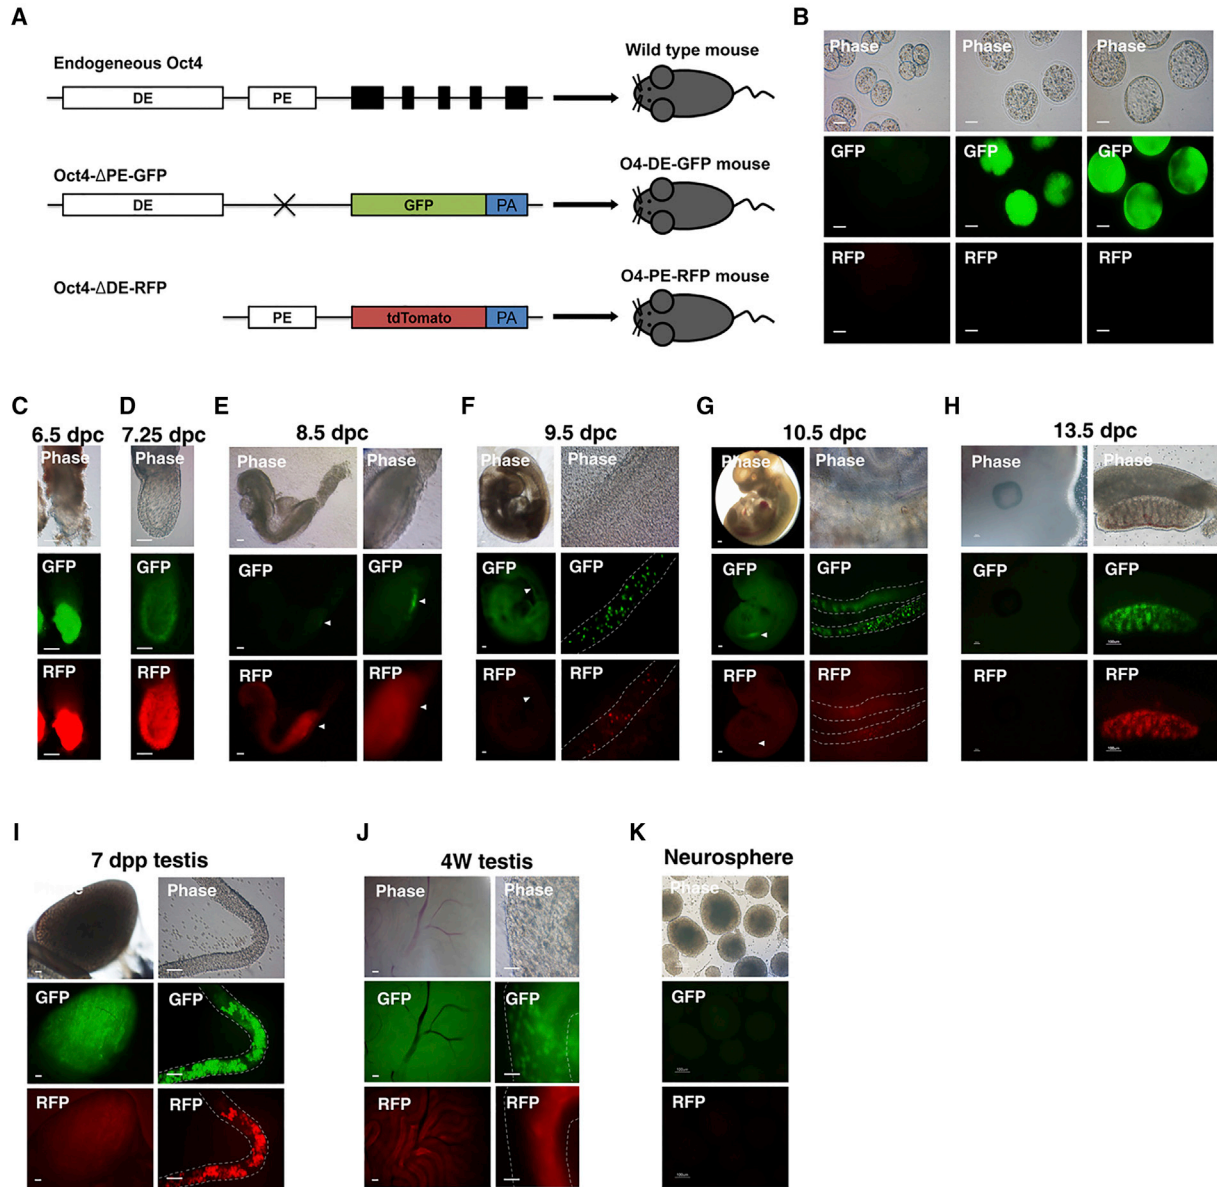 A
Endogeneous Oct4
DE
PE
Wild type mouse
Oct4-ΔPE-GFP
DE
GFP
PA
O4-DE-GFP mouse
Oct4-ΔDE-RFP
PE
tdTomato
PA
O4-PE-RFP mouse
B
Phase
Phase
Phase
GFP
GFP
GFP
RFP
RFP
RFP
C
6.5 dpc
Phase
GFP
RFP
D
7.25 dpc
Phase
GFP
RFP
E
8.5 dpc
Phase
Phase
GFP
GFP
RFP
RFP
F
9.5 dpc
Phase
Phase
GFP
GFP
RFP
RFP
G
10.5 dpc
Phase
Phase
GFP
GFP
RFP
RFP
H
13.5 dpc
Phase
Phase
GFP
GFP
RFP
RFP
I
7 dpp testis
Phase
Phase
GFP
GFP
RFP
RFP
J
4W testis
Phase
Phase
GFP
GFP
RFP
RFP
K
Neurosphere
Phase
GFP
RFP